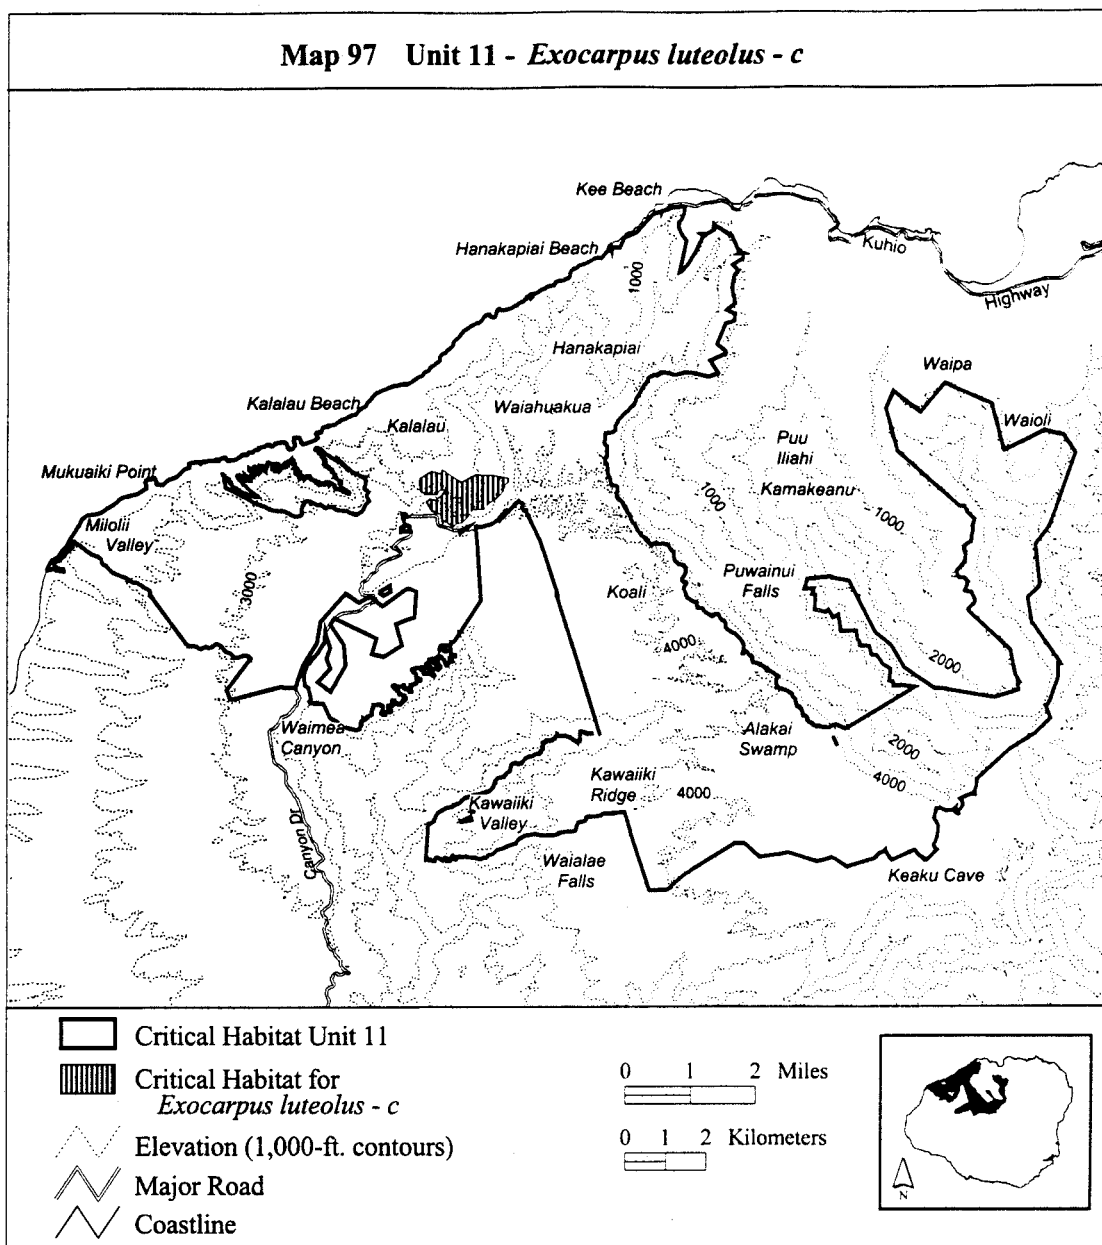 Map 97 Unit 11 - Exocarpus luteolus - c
Kee Beach
Hanakapiai Beach
Kuhio
Highway
1000
Hanakapiai
Waipa
Kalalau Beach
Waiahuakua
Kalalau
Waioli
Puu
Iliahi
Mukuaiki Point
Kamakeanu
1000
1000
Milolii
Valley
Puwainui
Falls
3000
Koali
4000
2000
Waimea
Canyon
Alakai
Swamp
2000
Kawaiiki
Ridge
4000
4000
Kawaiiki
Valley
Canyon Dr
Waialae
Falls
Keaku Cave
Critical Habitat Unit 11
Critical Habitat for
Exocarpus luteolus - c
Elevation (1,000-ft. contours)
Major Road
Coastline
0 1 2 Miles
0 1 2 Kilometers
N